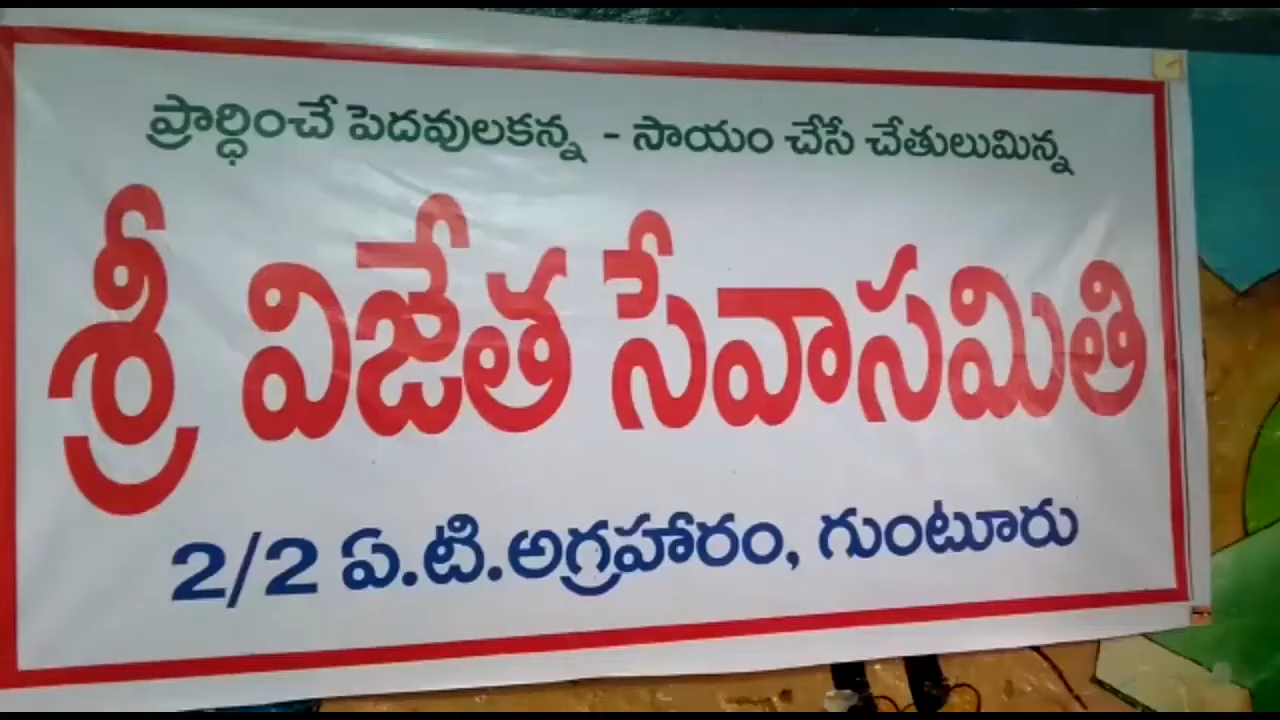 ప్రార్ధించే పెదవులకన్న - సాయం చేసే చేతులుమిన్న
శ్రీ విజేత సేవాసమితి
2/2 ఏ.టి.అగ్రహారం, గుంటూరు